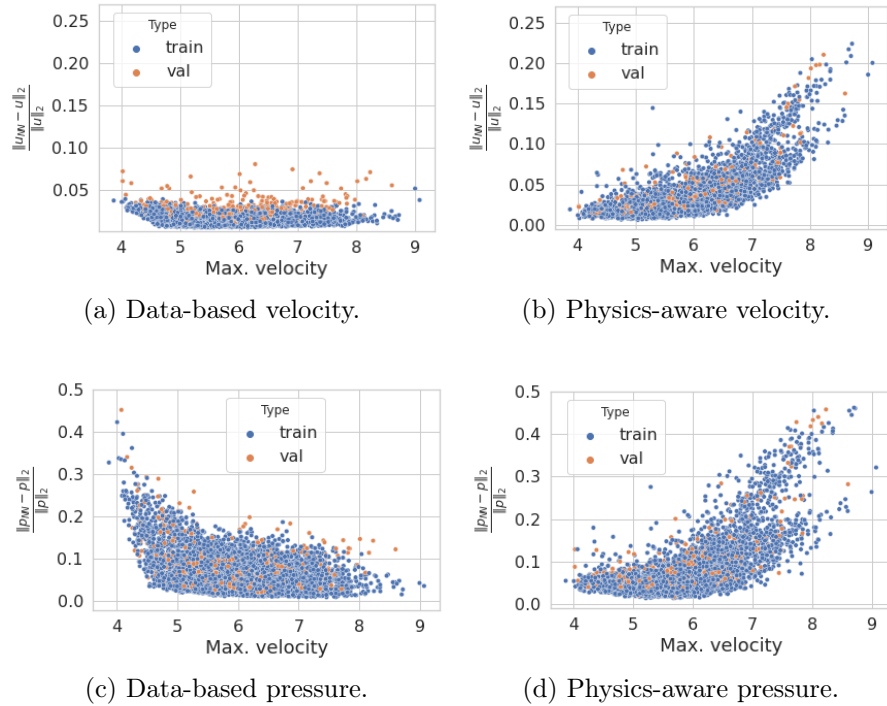 Type
train
val
0.25
0.20
0.15
0.10
0.05
‖u_NN − u‖₂
‖u‖₂
4 5 6 7 8 9
Max. velocity
(a) Data-based velocity.
Type
train
val
0.25
0.20
0.15
0.10
0.05
0.00
‖u_NN − u‖₂
‖u‖₂
4 5 6 7 8 9
Max. velocity
(b) Physics-aware velocity.
Type
train
val
0.5
0.4
0.3
0.2
0.1
0.0
‖p_NN − p‖₂
‖p‖₂
4 5 6 7 8 9
Max. velocity
(c) Data-based pressure.
Type
train
val
0.5
0.4
0.3
0.2
0.1
0.0
‖p_NN − p‖₂
‖p‖₂
4 5 6 7 8 9
Max. velocity
(d) Physics-aware pressure.